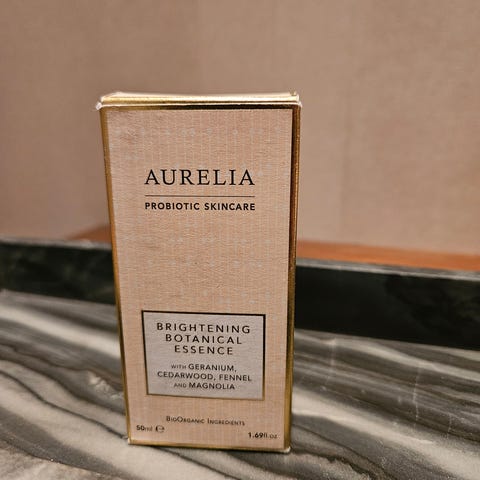 AURELIA
PROBIOTIC SKINCARE
BRIGHTENING
BOTANICAL
ESSENCE
WITH GERANIUM,
CEDARWOOD, FENNEL
AND MAGNOLIA
BIOORGANIC INGREDIENTS
50ml ℮ 1.69fl.oz